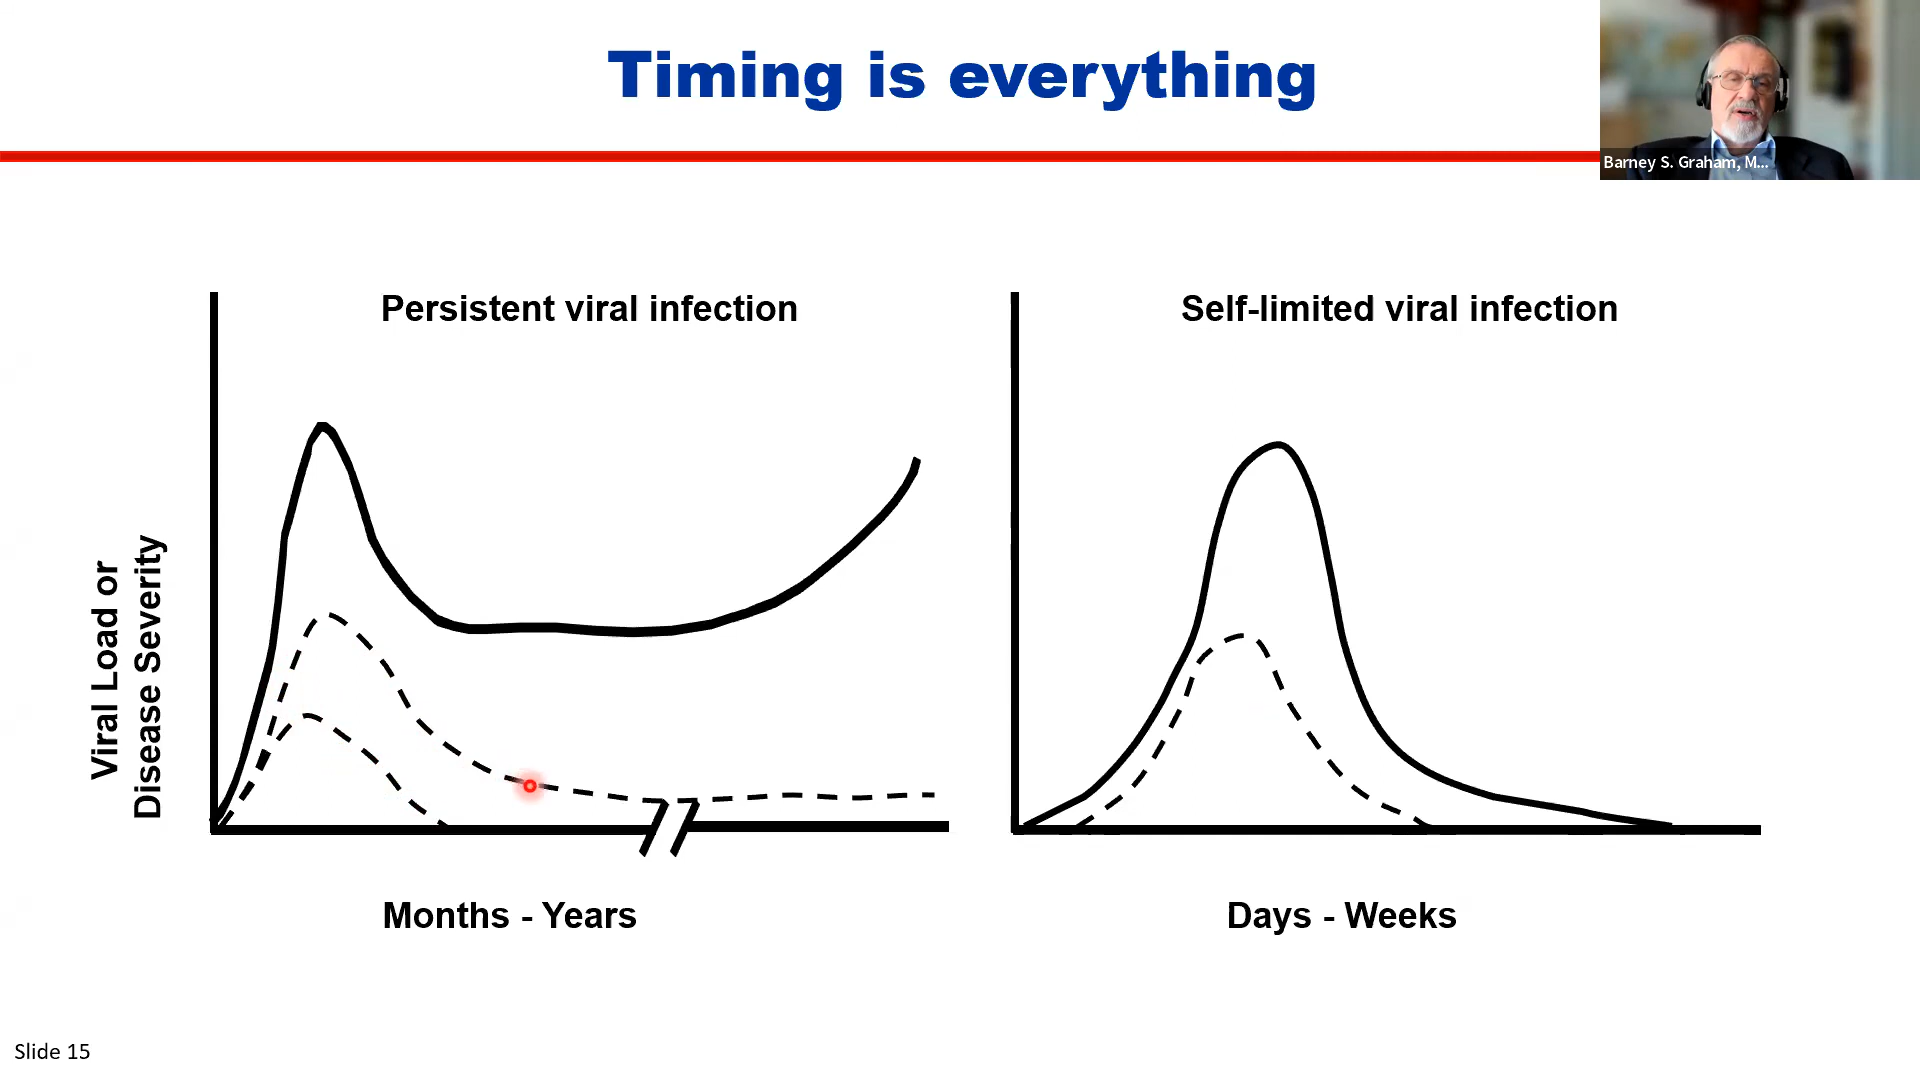 Timing is everything
Barney S. Graham, M...
Persistent viral infection
Self-limited viral infection
Viral Load or
Disease Severity
Months - Years
Days - Weeks
Slide 15